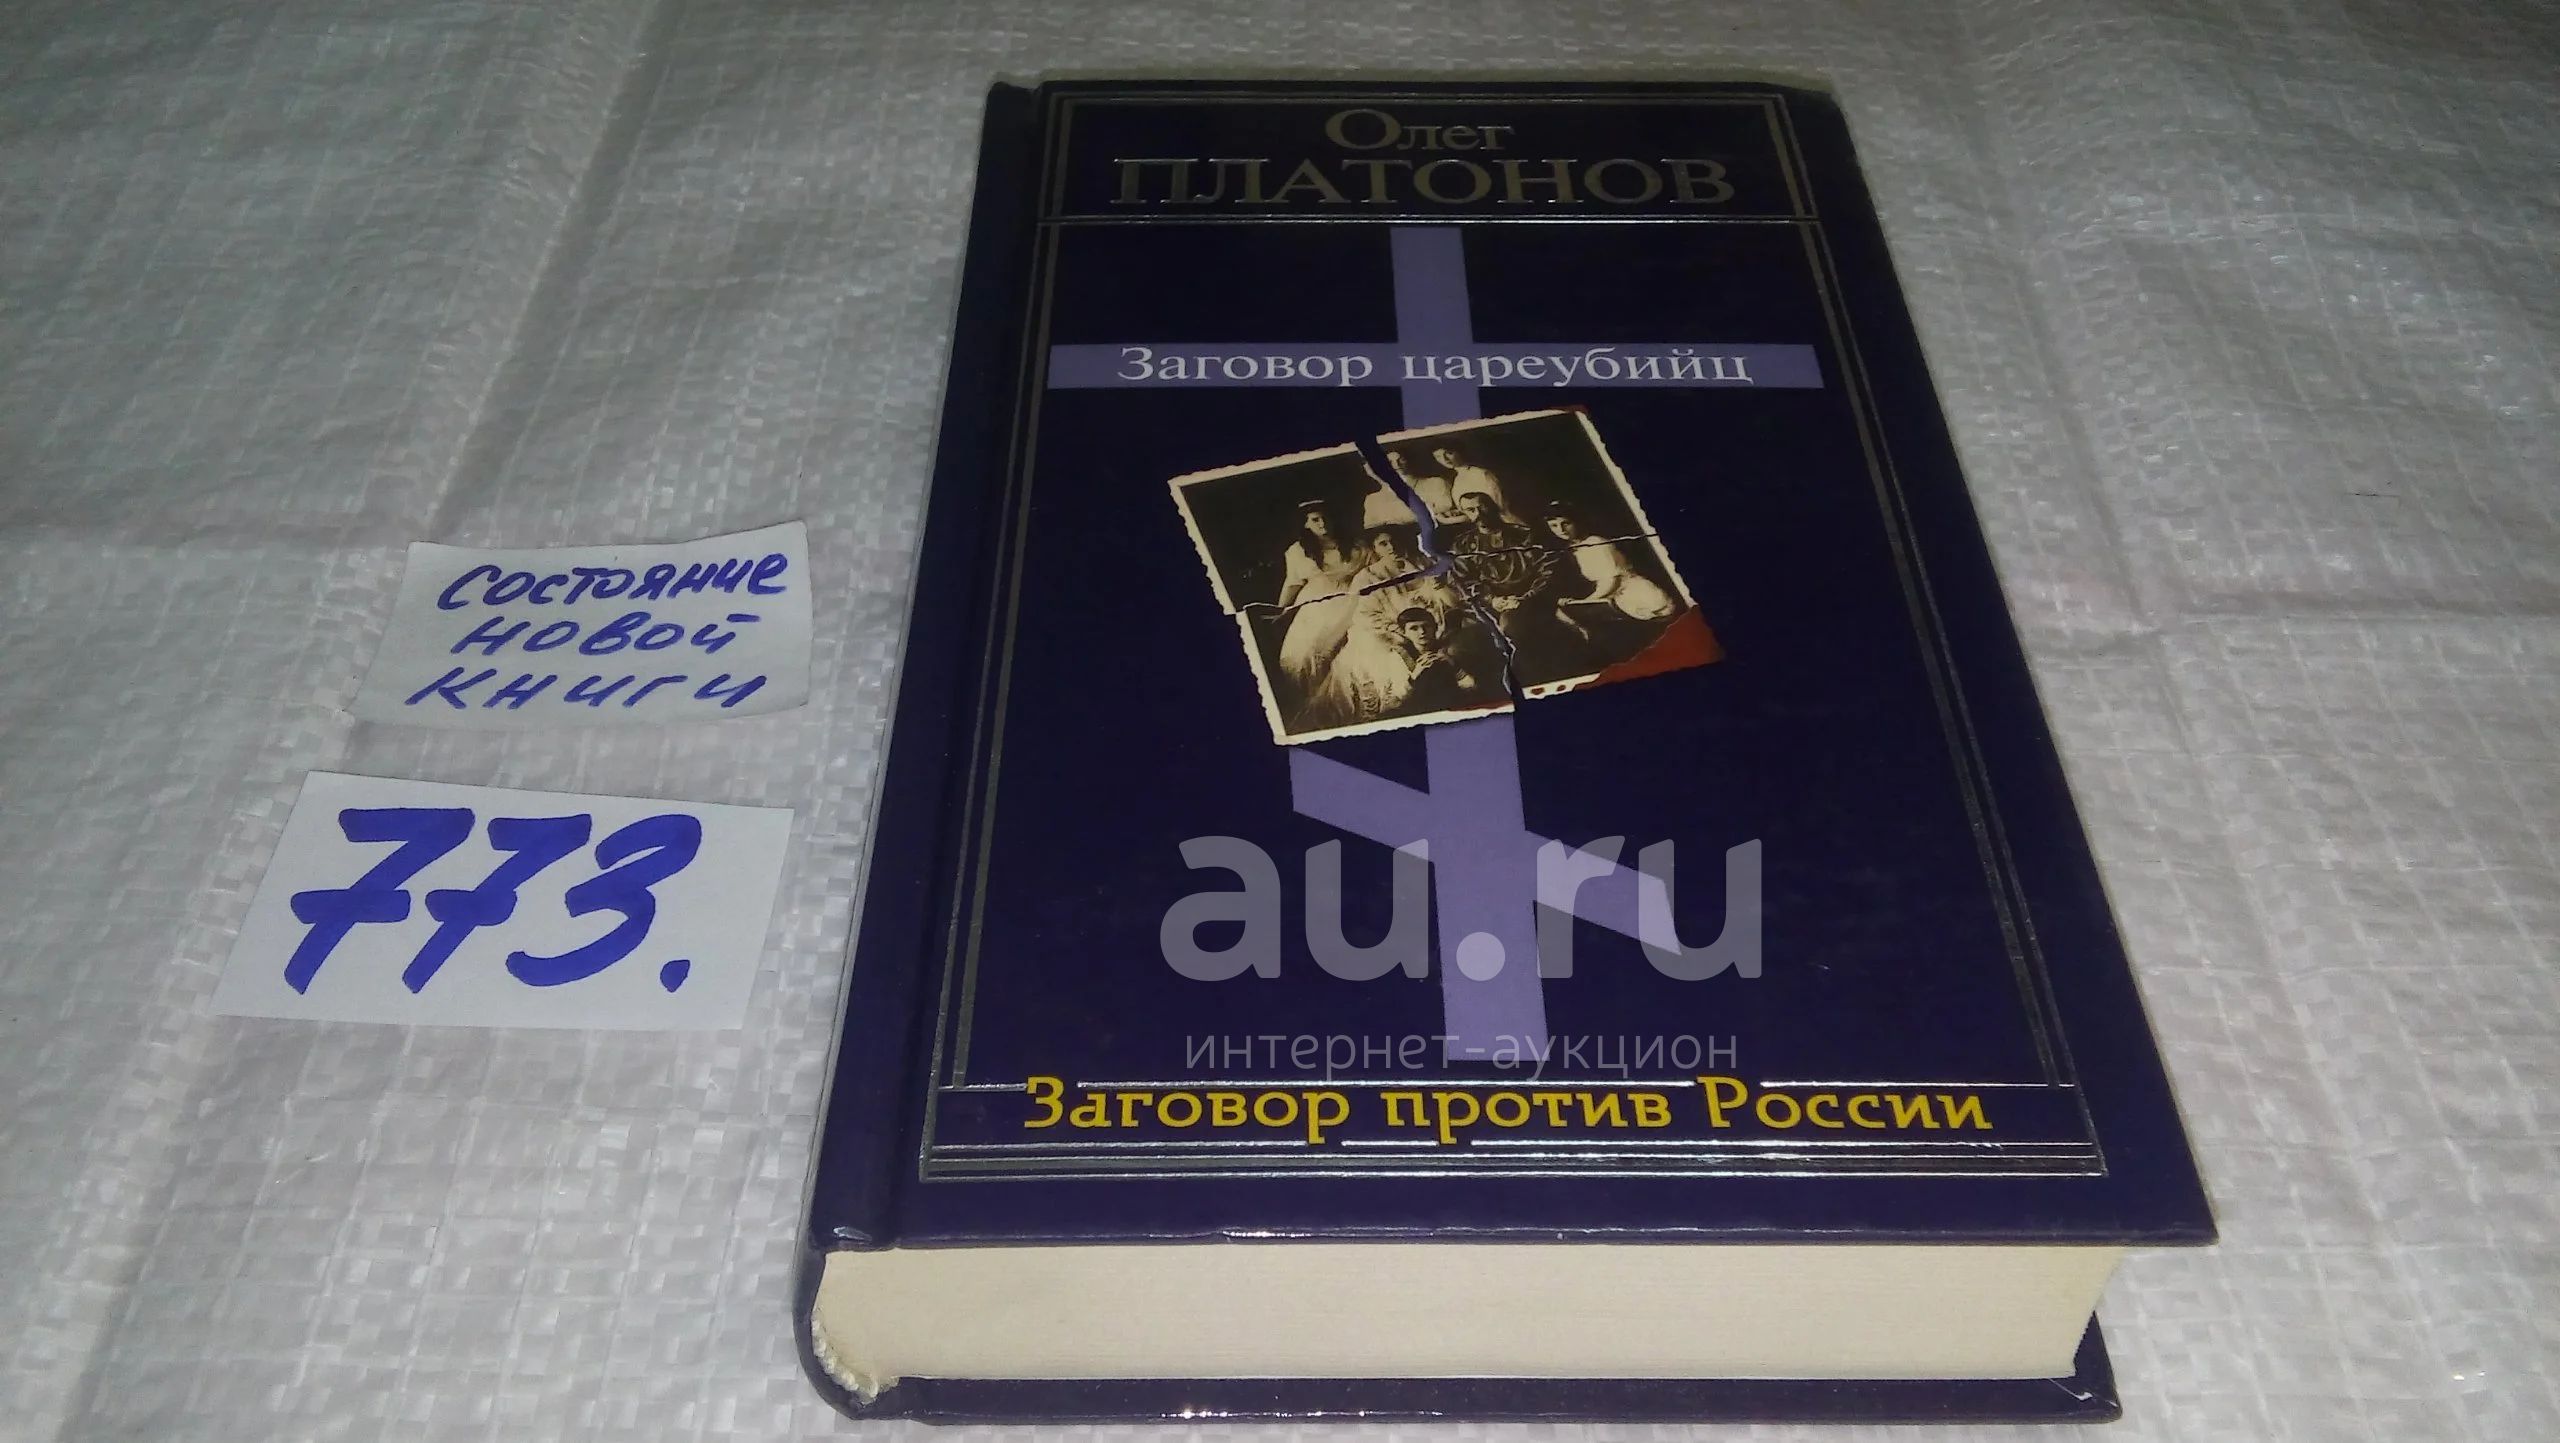 Олег
ПЛАТОНОВ
Заговор цареубийц
состояние
новой
книги
773.
au.ru
интернет-аукцион
Заговор против России